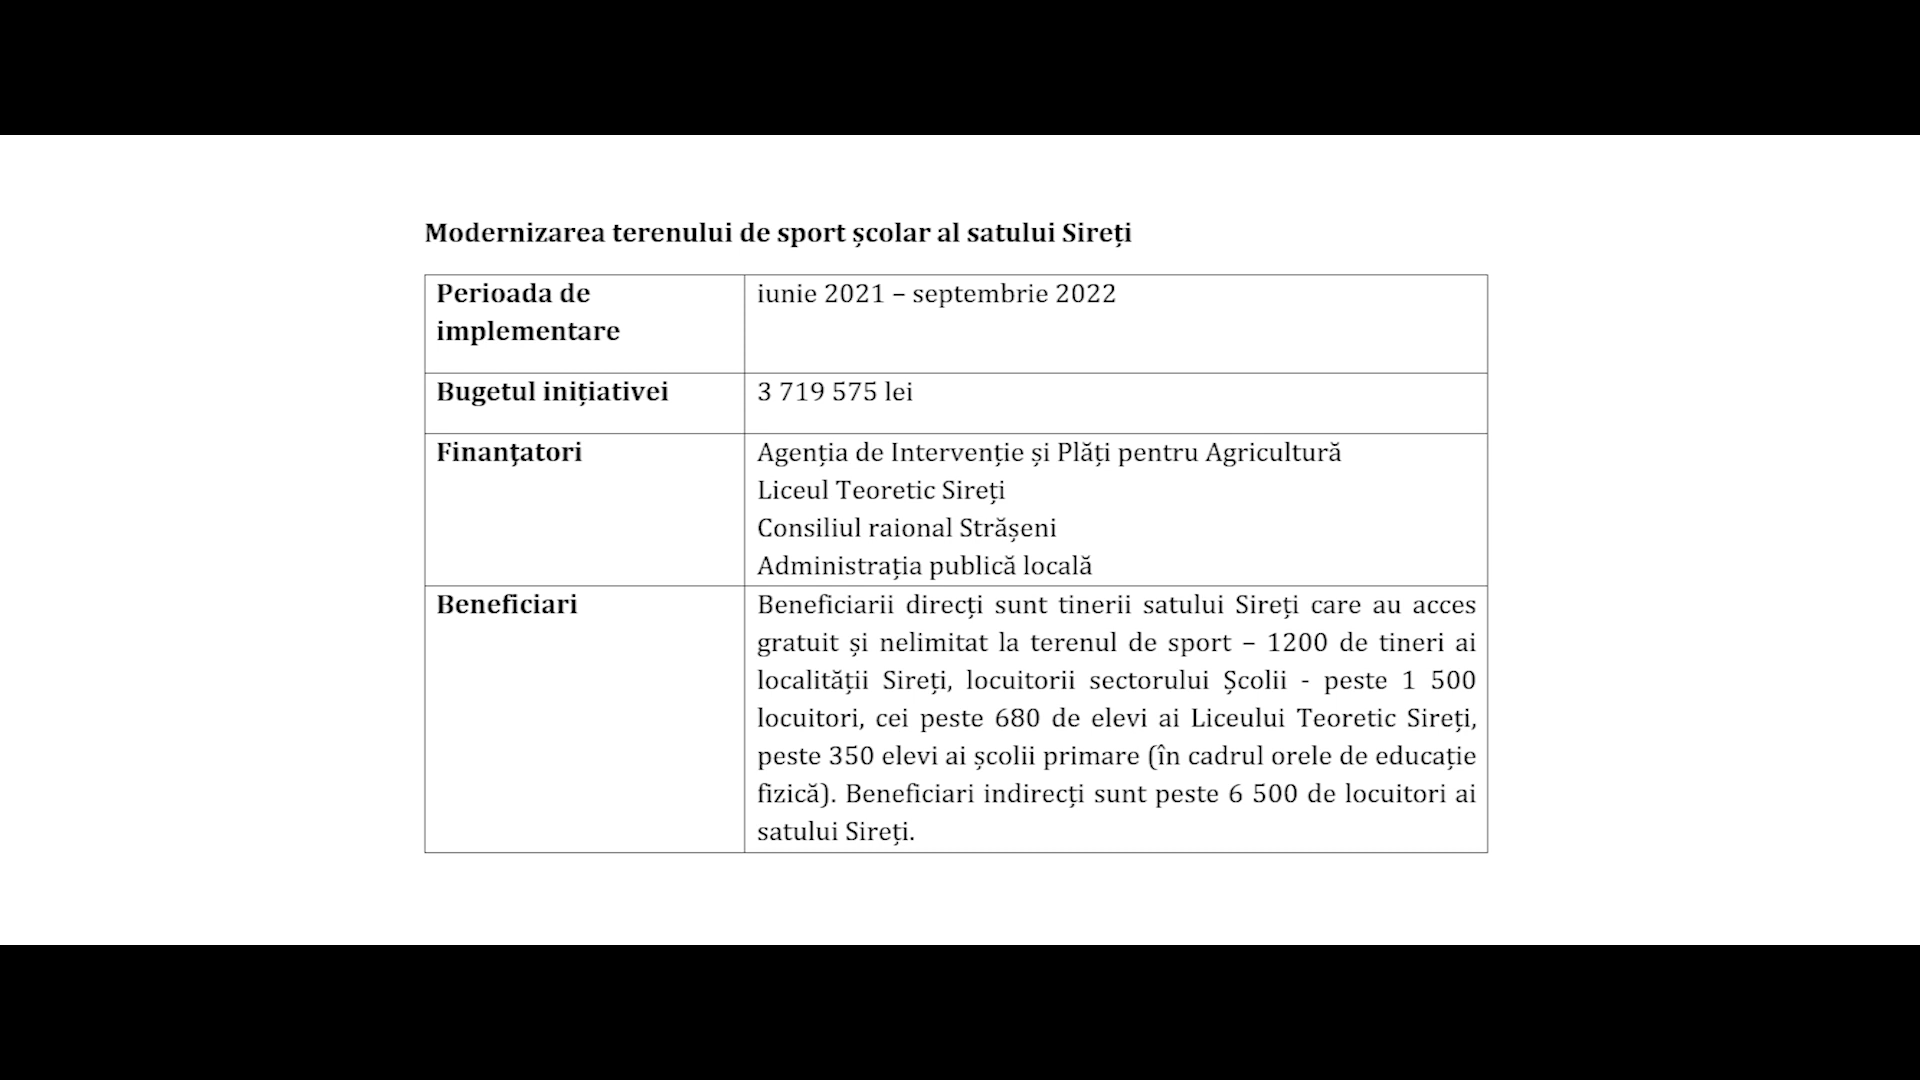 Modernizarea terenului de sport școlar al satului Sireți
Perioada de
implementare
iunie 2021 – septembrie 2022
Bugetul inițiativei
3 719 575 lei
Finanțatori
Agenția de Intervenție și Plăți pentru Agricultură
Liceul Teoretic Sireți
Consiliul raional Strășeni
Administrația publică locală
Beneficiari
Beneficiarii direcți sunt tinerii satului Sireți care au acces
gratuit și nelimitat la terenul de sport – 1200 de tineri ai
localității Sireți, locuitorii sectorului Școlii - peste 1 500
locuitori, cei peste 680 de elevi ai Liceului Teoretic Sireți,
peste 350 elevi ai școlii primare (în cadrul orele de educație
fizică). Beneficiari indirecți sunt peste 6 500 de locuitori ai
satului Sireți.